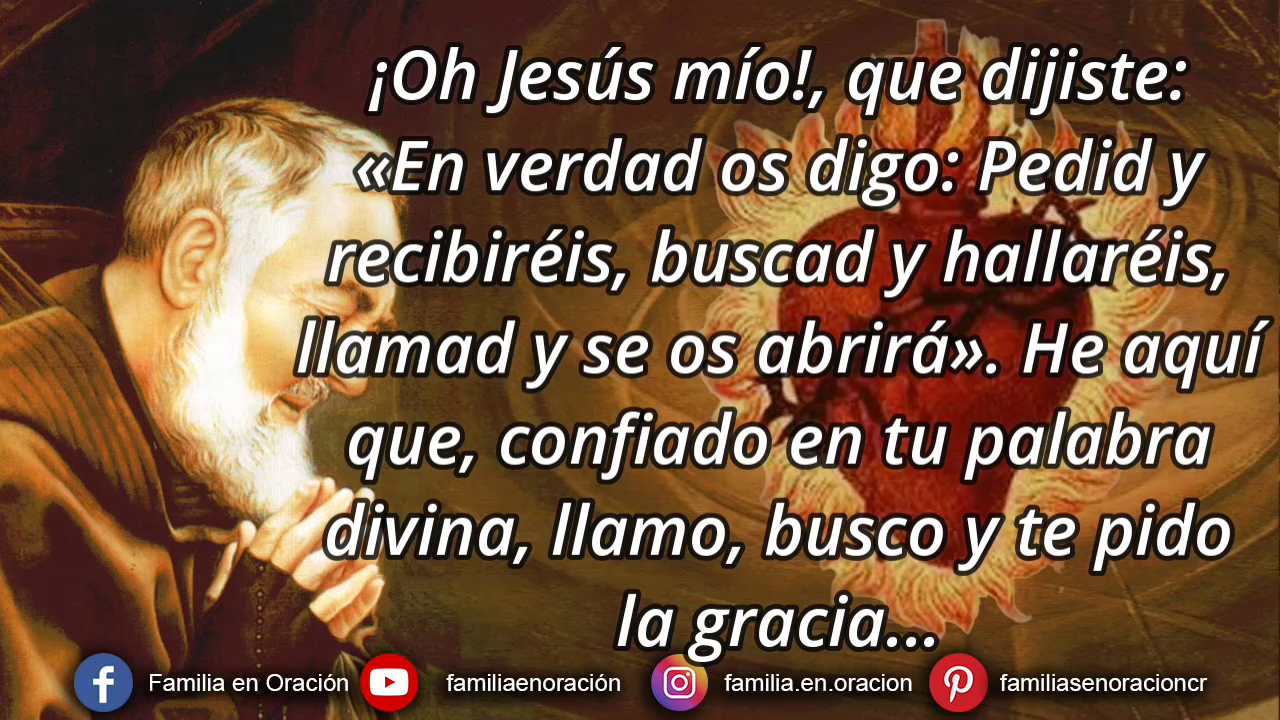 ¡Oh Jesús mío!, que dijiste:
«En verdad os digo: Pedid y
recibiréis, buscad y hallaréis,
llamad y se os abrirá». He aquí
que, confiado en tu palabra
divina, llamo, busco y te pido
la gracia...
Familia en Oración familiaenoración familia.en.oracion familiasenoracioncr